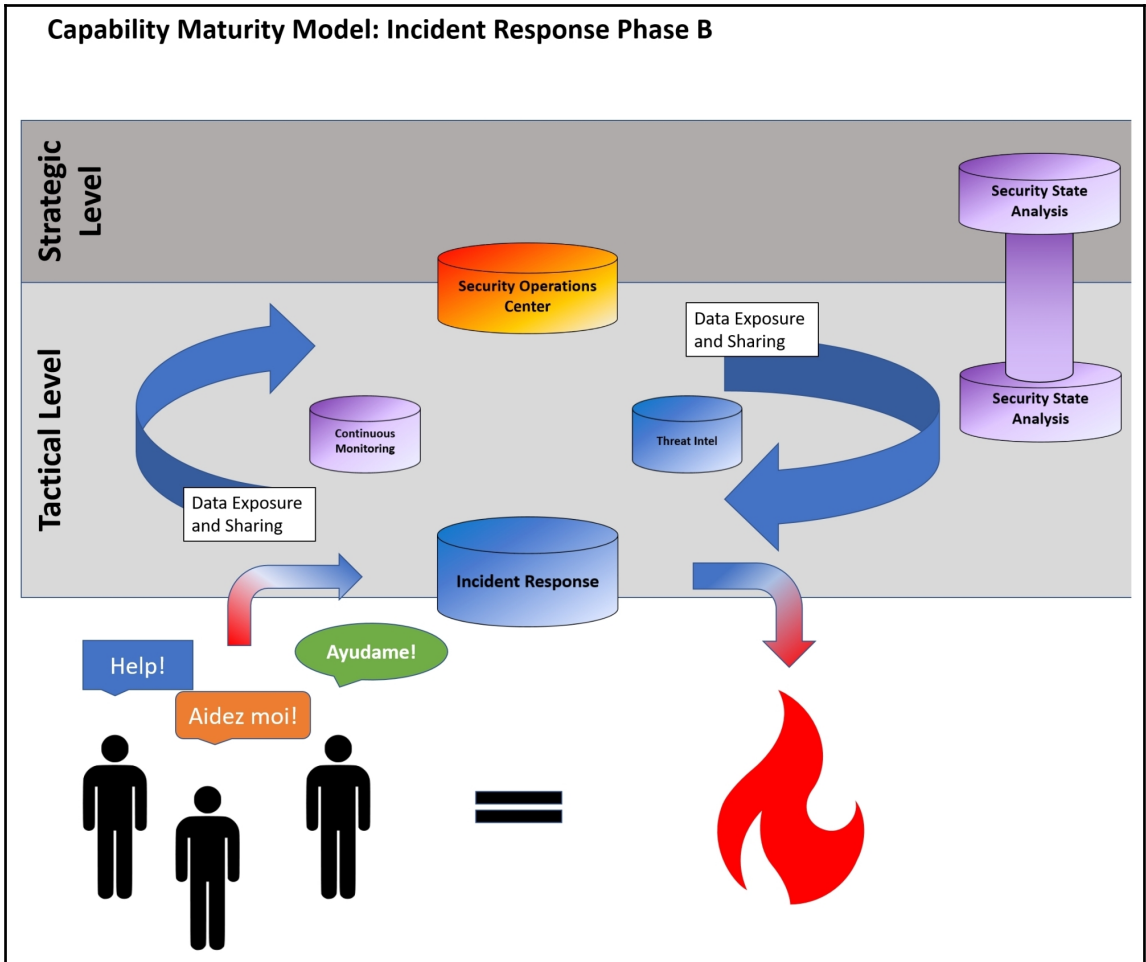 Capability Maturity Model: Incident Response Phase B
Strategic
Level
Security State
Analysis
Security Operations
Center
Data Exposure
and Sharing
Tactical Level
Continuous
Monitoring
Threat Intel
Security State
Analysis
Data Exposure
and Sharing
Incident Response
Help!
Aidez moi!
Ayudame!